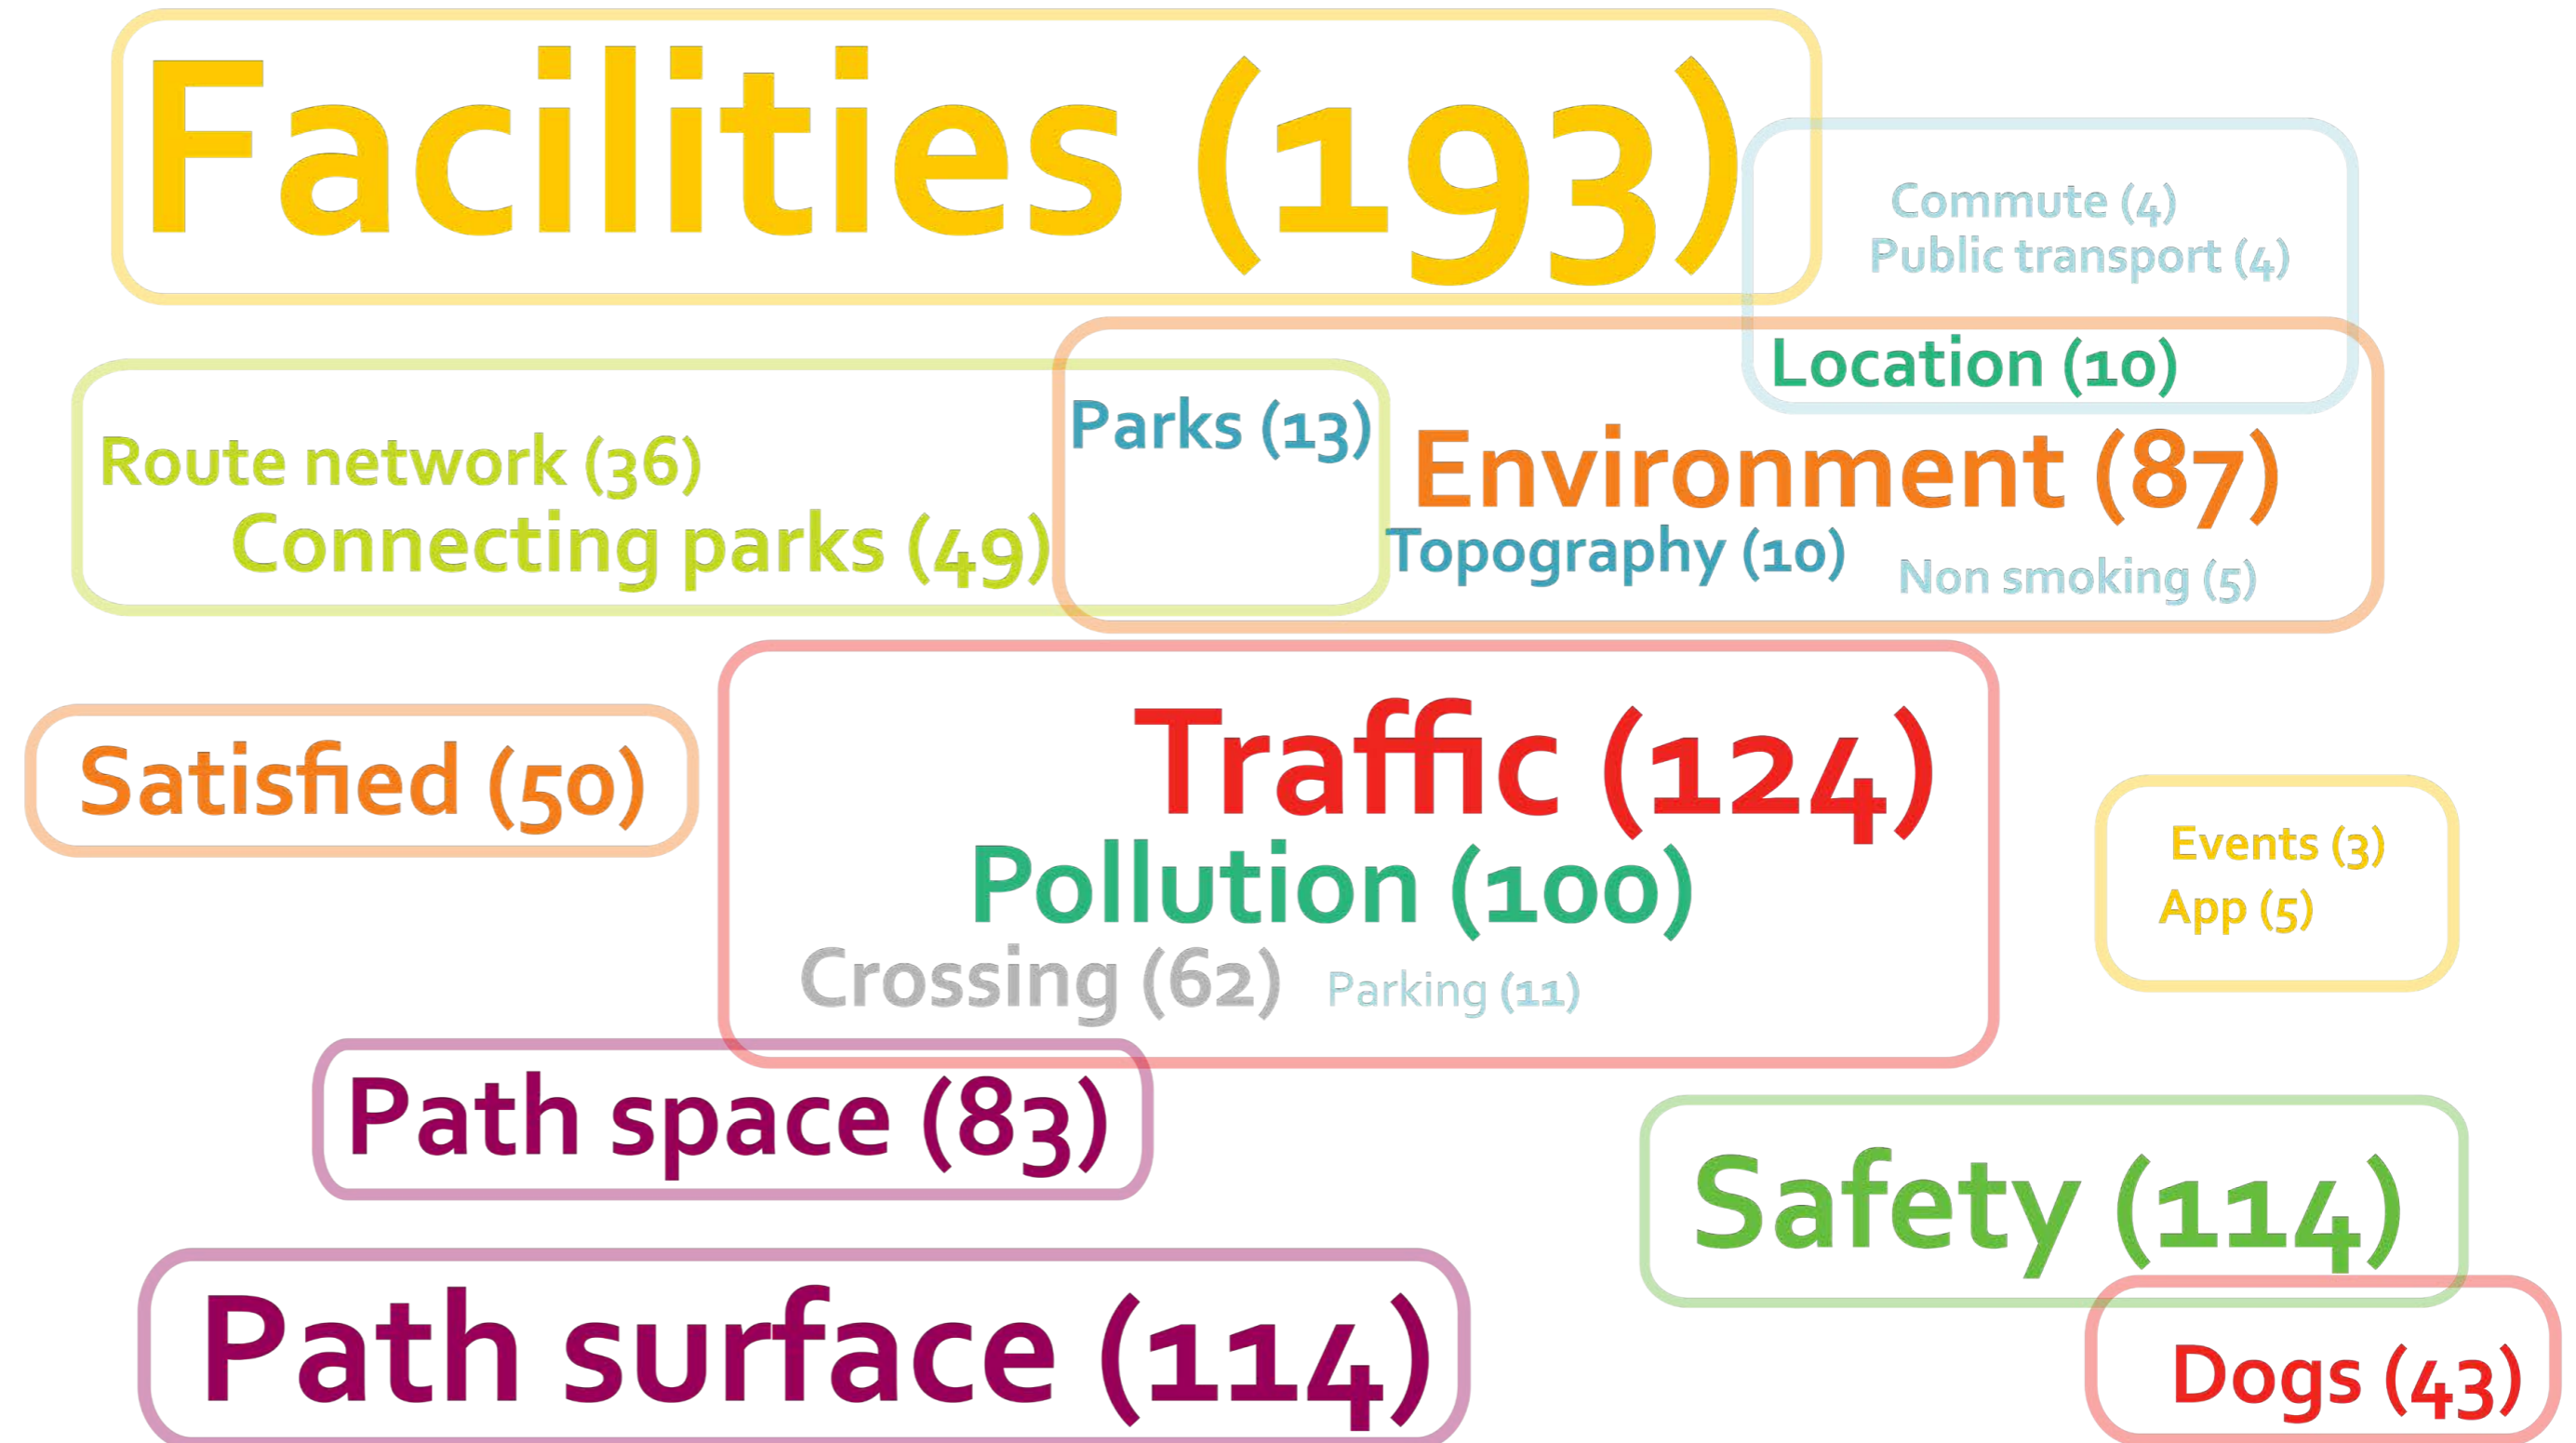 Facilities (193)
Commute (4)
Public transport (4)
Location (10)
Parks (13)
Route network (36)
Connecting parks (49)
Environment (87)
Topography (10)
Non smoking (5)
Satisfied (50)
Traffic (124)
Pollution (100)
Crossing (62)
Parking (11)
Events (3)
App (5)
Path space (83)
Safety (114)
Path surface (114)
Dogs (43)